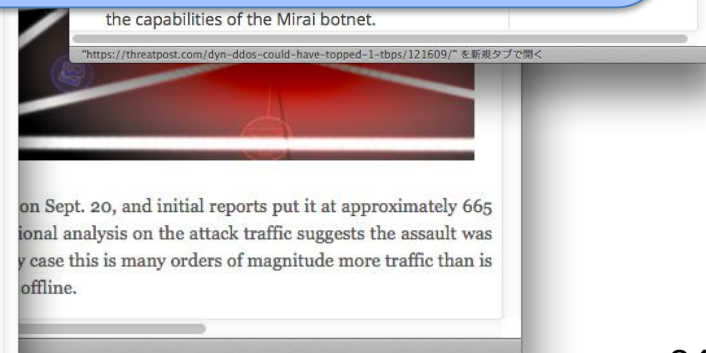 the capabilities of the Mirai botnet.
"https://threatpost.com/dyn-ddos-could-have-topped-1-tbps/121609/" を新規タブで開く
on Sept. 20, and initial reports put it at approximately 665
ional analysis on the attack traffic suggests the assault was
y case this is many orders of magnitude more traffic than is
offline.